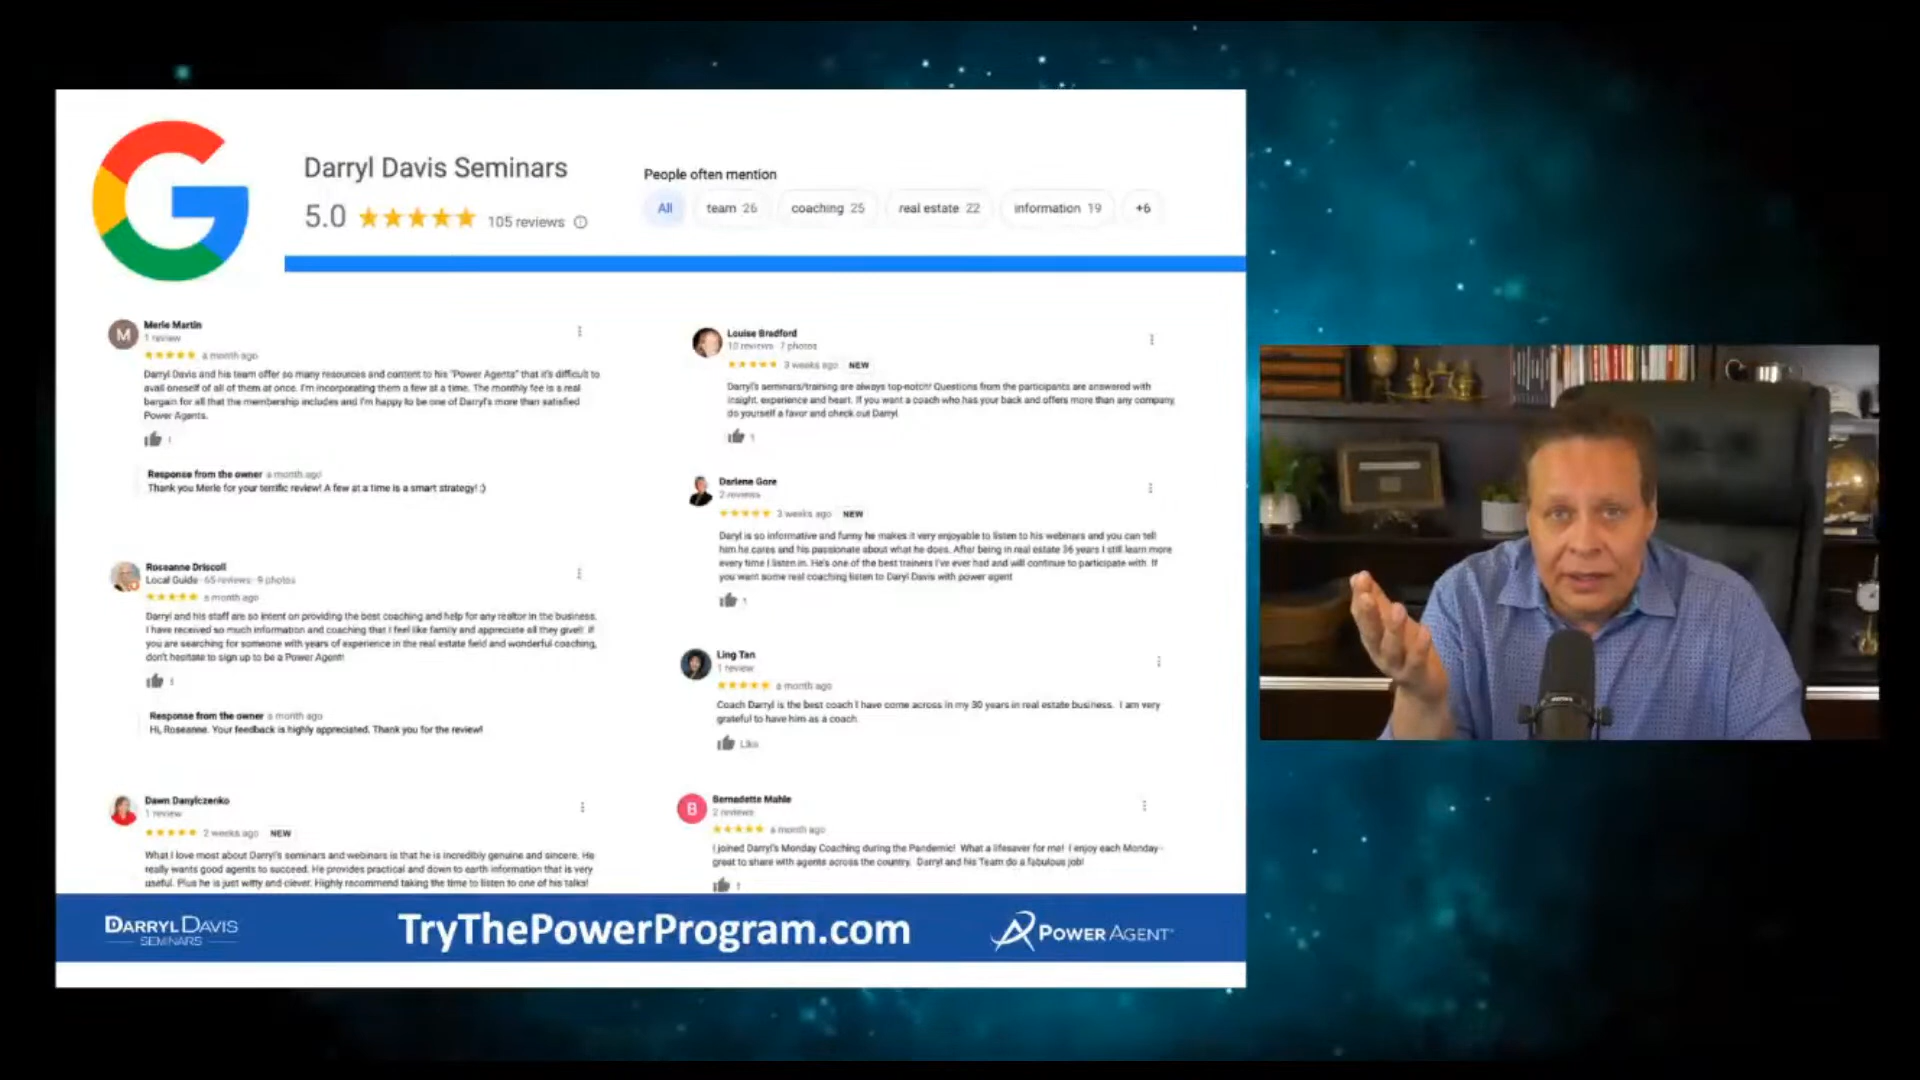 Darryl Davis Seminars
5.0 105 reviews
People often mention
All team 26 coaching 25 real estate 22 information 19 +6
M Merle Martin
1 review
a month ago
Darryl Davis and his team offer so many resources and content to his "Power Agents" that it's difficult to
avail oneself of all of them at once. I'm incorporating them a few at a time. The monthly fee is a real
bargain for all that the membership includes and I'm happy to be one of Darryl's more than satisfied
Power Agents.
1
Response from the owner a month ago
Thank you Merle for your terrific review! A few at a time is a smart strategy! :)
Roseanne Driscoll
Local Guide · 65 reviews · 9 photos
a month ago
Darryl and his staff are so intent on providing the best coaching and help for any realtor in the business.
I have received so much information and coaching that I feel like family and appreciate all they give!! If
you are searching for someone with years of experience in the real estate field and wonderful coaching,
don't hesitate to sign up to be a Power Agent!
Response from the owner a month ago
Hi, Roseanne. Your feedback is highly appreciated. Thank you for the review!
Dawn Danylczenko
1 review
2 weeks ago NEW
What I love most about Darryl's seminars and webinars is that he is incredibly genuine and sincere. He
really wants good agents to succeed. He provides practical and down to earth information that is very
useful. Plus he is just witty and clever. Highly recommend taking the time to listen to one of his talks!
Louise Bradford
10 reviews · 7 photos
3 weeks ago NEW
Darryl's seminars/training are always top-notch! Questions from the participants are answered with
insight, experience and heart. If you want a coach who has your back and offers more than any company,
do yourself a favor and check out Darryl
1
Darlene Gore
2 reviews
3 weeks ago NEW
Daryl is so informative and funny he makes it very enjoyable to listen to his webinars and you can tell
him he cares and his passionate about what he does. After being in real estate 36 years I still learn more
every time I listen in. He's one of the best trainers I've ever had and will continue to participate with. If
you want some real coaching listen to Daryl Davis with power agent
1
Ling Tan
1 review
a month ago
Coach Darryl is the best coach I have come across in my 30 years in real estate business. I am very
grateful to have him as a coach.
Like
B Bernadette Mahle
2 reviews
a month ago
I joined Darryl's Monday Coaching during the Pandemic! What a lifesaver for me! I enjoy each Monday-
great to share with agents across the country. Darryl and his Team do a fabulous job!
1
DARRYL DAVIS
SEMINARS
TryThePowerProgram.com
POWER AGENT